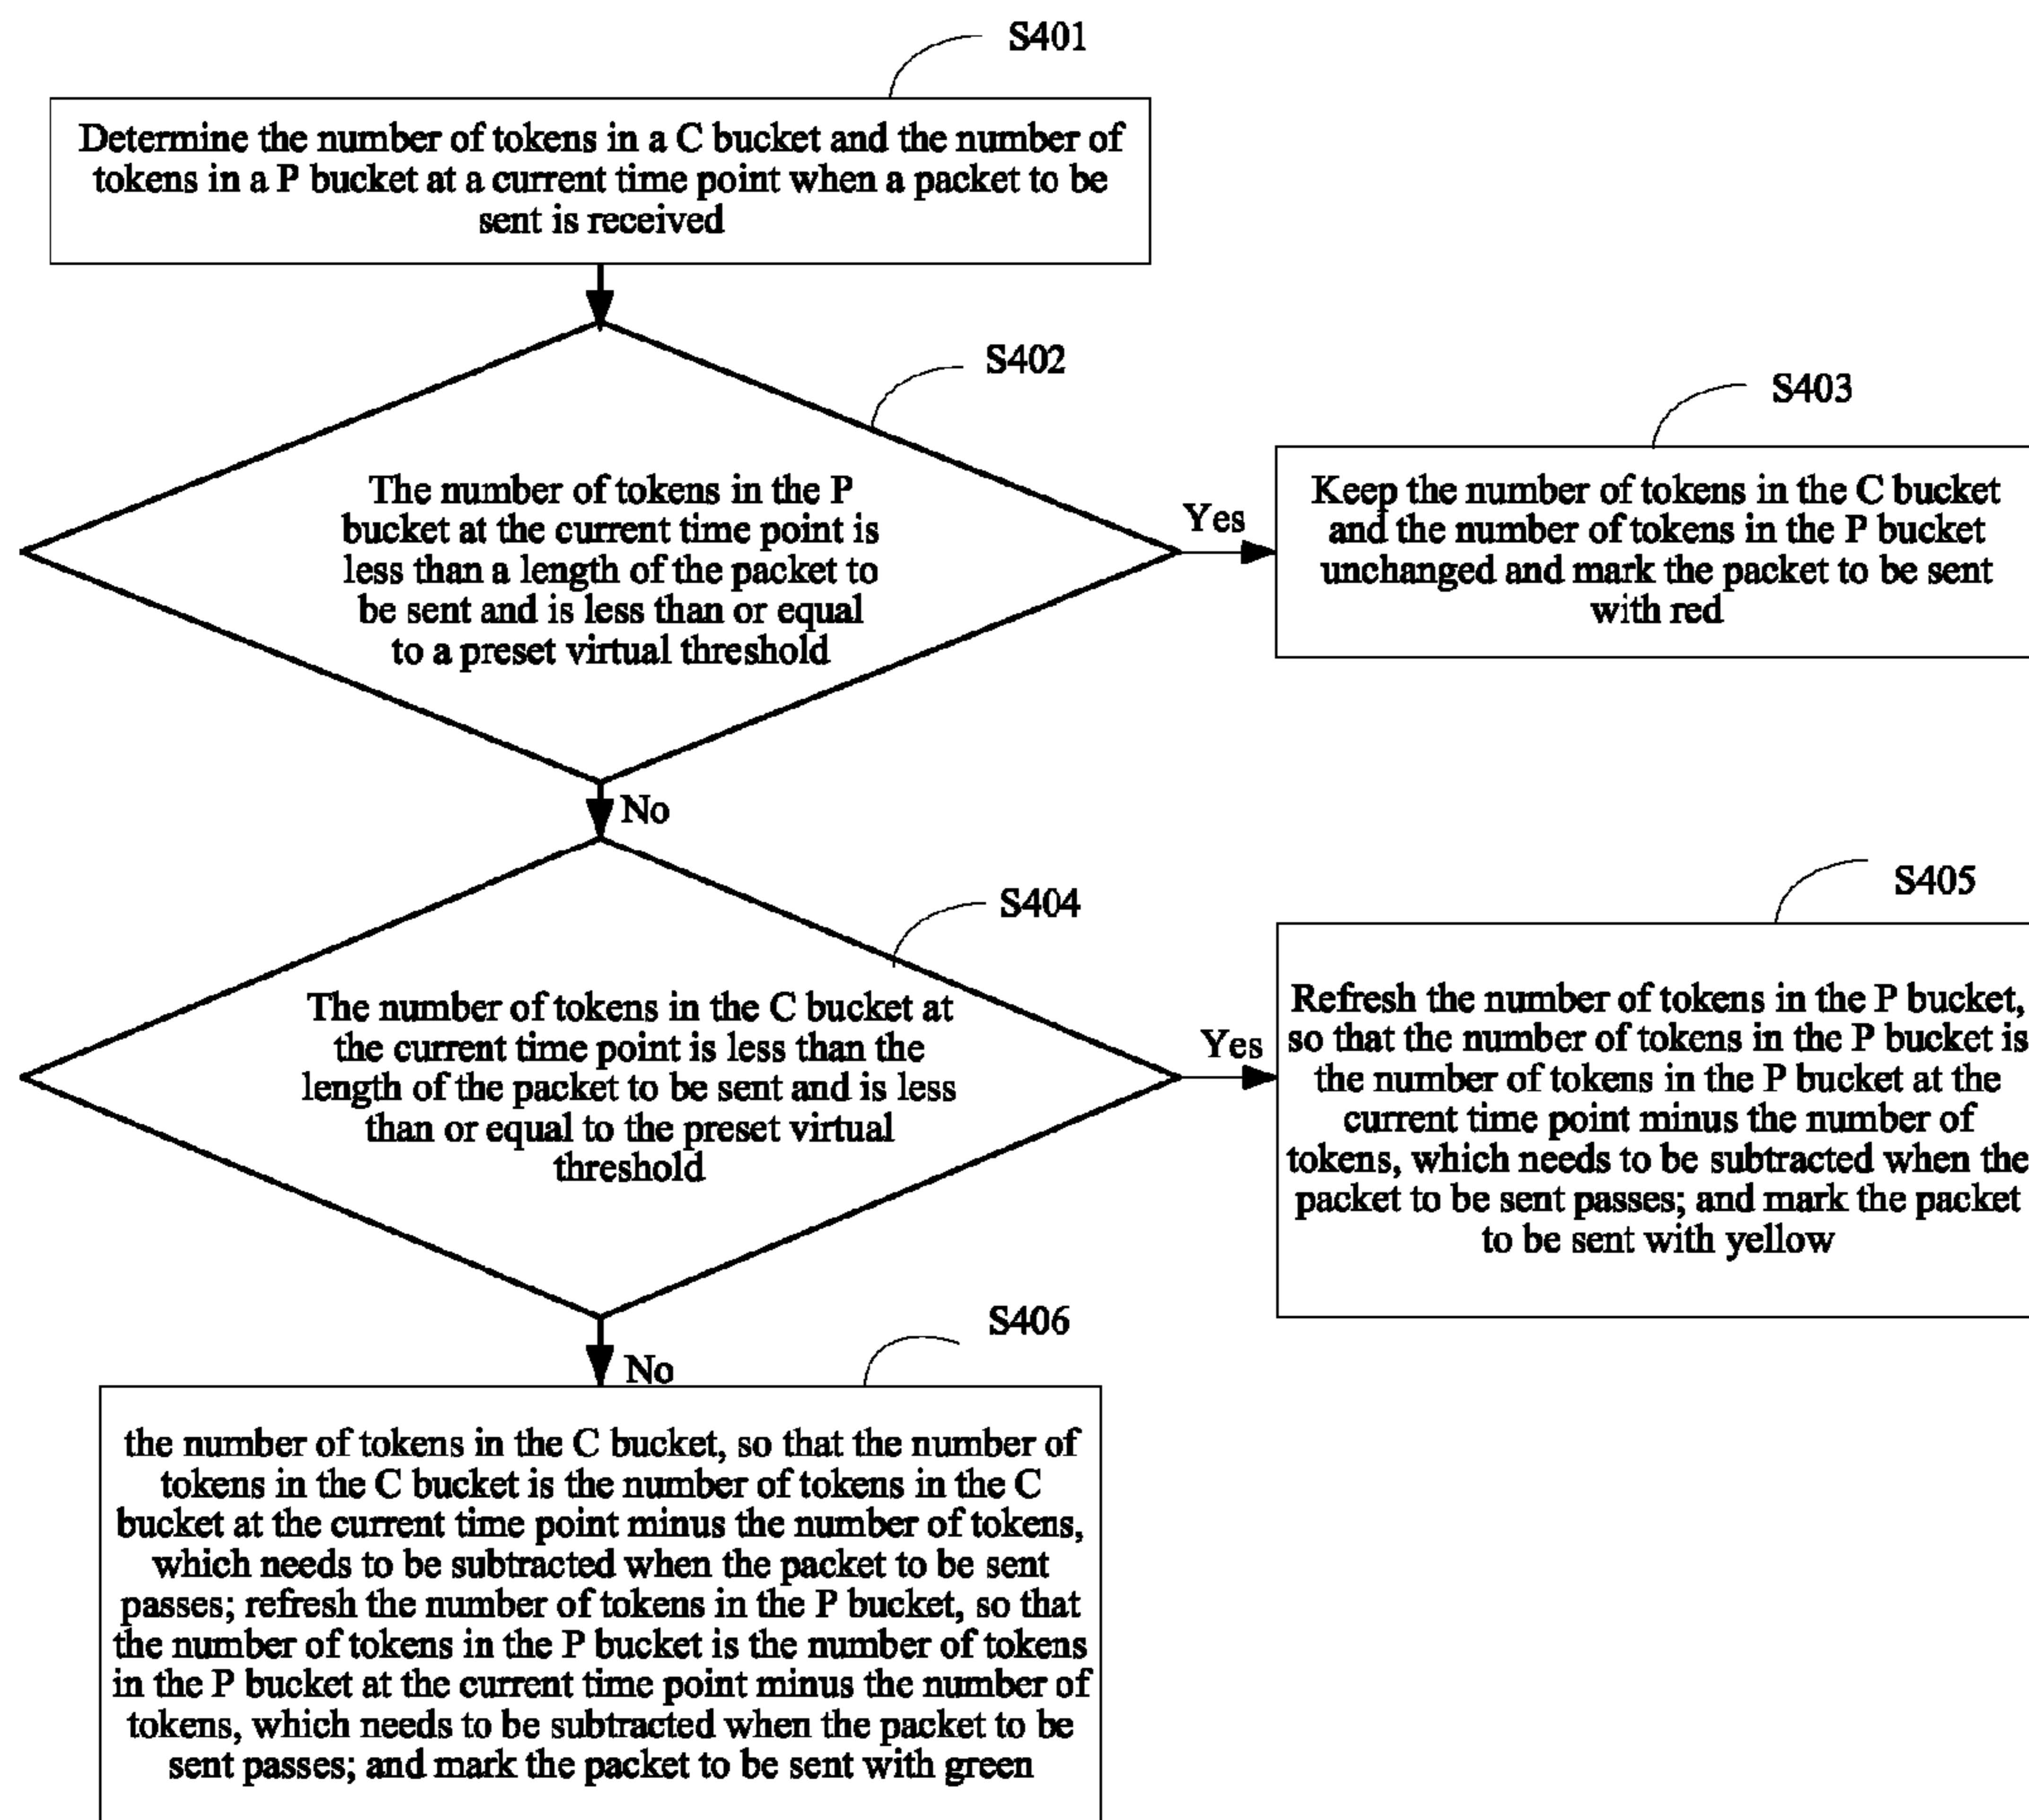 S401
Determine the number of tokens in a C bucket and the number of
tokens in a P bucket at a current time point when a packet to be
sent is received
S402
The number of tokens in the P
bucket at the current time point is
less than a length of the packet to
be sent and is less than or equal
to a preset virtual threshold
Yes
S403
Keep the number of tokens in the C bucket
and the number of tokens in the P bucket
unchanged and mark the packet to be sent
with red
No
S404
The number of tokens in the C bucket at
the current time point is less than the
length of the packet to be sent and is less
than or equal to the preset virtual
threshold
Yes
S405
Refresh the number of tokens in the P bucket,
so that the number of tokens in the P bucket is
the number of tokens in the P bucket at the
current time point minus the number of
tokens, which needs to be subtracted when the
packet to be sent passes; and mark the packet
to be sent with yellow
No
S406
the number of tokens in the C bucket, so that the number of
tokens in the C bucket is the number of tokens in the C
bucket at the current time point minus the number of tokens,
which needs to be subtracted when the packet to be sent
passes; refresh the number of tokens in the P bucket, so that
the number of tokens in the P bucket is the number of tokens
in the P bucket at the current time point minus the number of
tokens, which needs to be subtracted when the packet to be
sent passes; and mark the packet to be sent with green